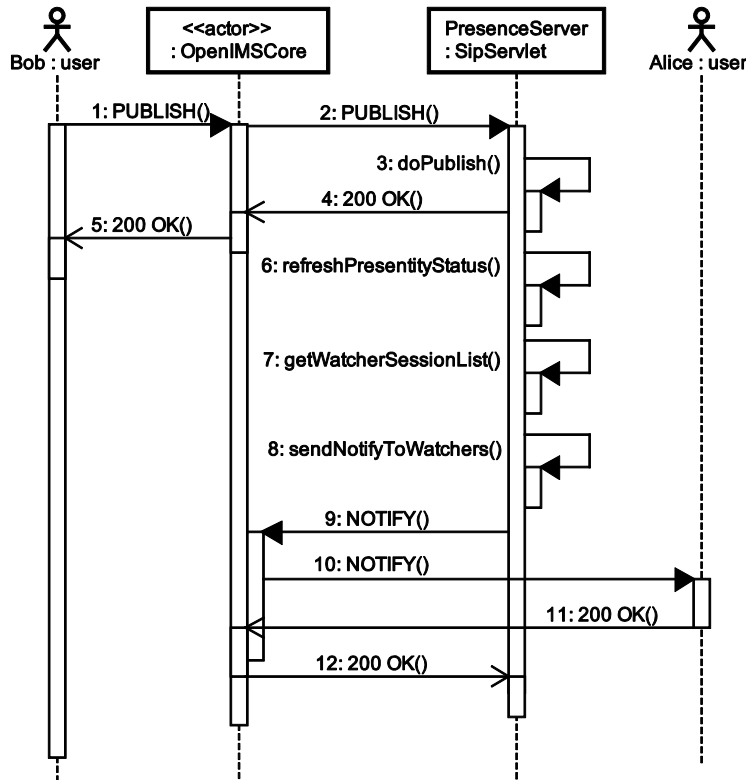 Bob : user
<<actor>>
: OpenIMSCore
PresenceServer
: SipServlet
Alice : user
1: PUBLISH()
2: PUBLISH()
3: doPublish()
4: 200 OK()
5: 200 OK()
6: refreshPresentityStatus()
7: getWatcherSessionList()
8: sendNotifyToWatchers()
9: NOTIFY()
10: NOTIFY()
11: 200 OK()
12: 200 OK()